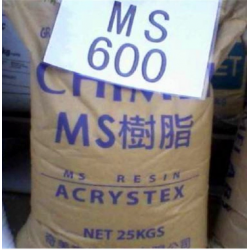 MS
600
CHIM
MS樹脂
MS RESIN
ACRYSTEX
NET 25KGS